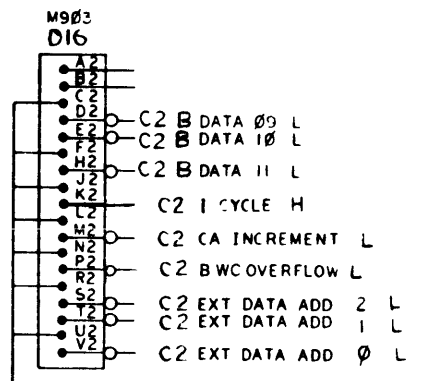 M9Ø3
D16
A2
B2
C2
D2
E2 C2 B DATA Ø9 L
F2 C2 B DATA 1Ø L
H2 C2 B DATA 11 L
J2
K2 C2 1 CYCLE H
L2
M2 C2 CA INCREMENT L
N2
P2 C2 BWC OVERFLOW L
R2
S2 C2 EXT DATA ADD 2 L
T2 C2 EXT DATA ADD 1 L
U2
V2 C2 EXT DATA ADD Ø L